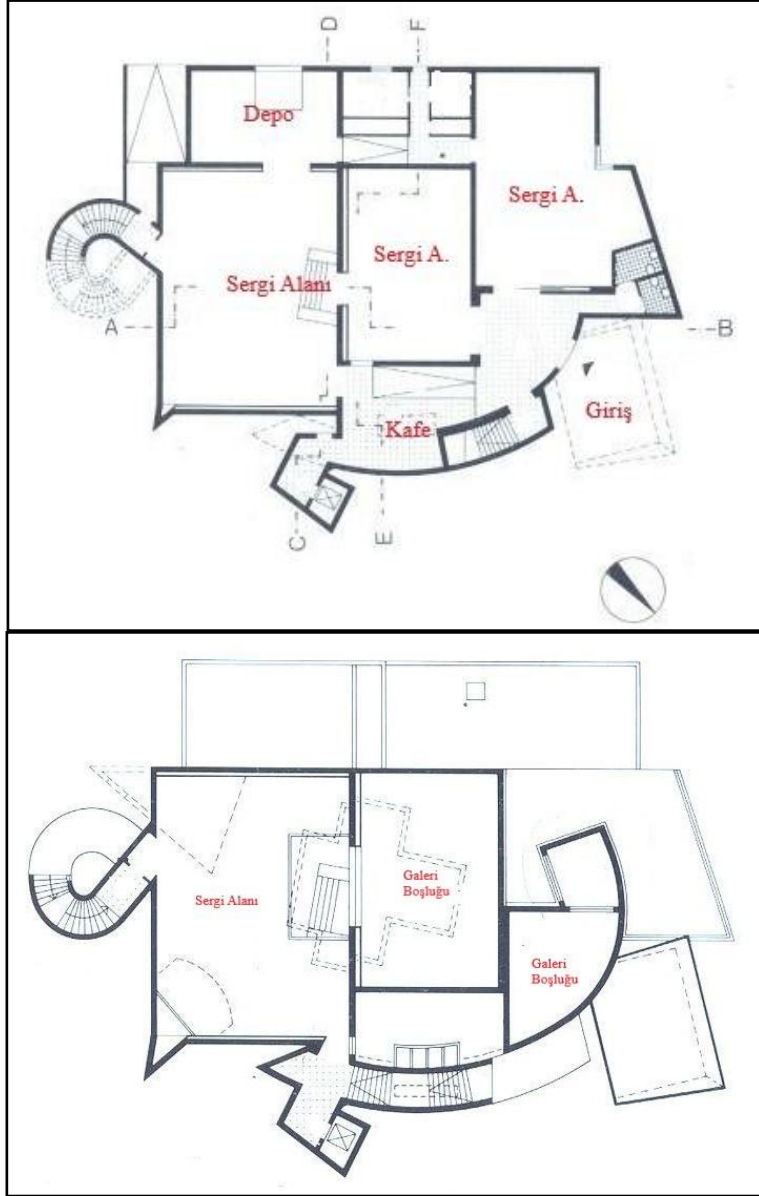 D
F
Depo
Sergi A.
Sergi A.
Sergi Alanı
A
B
Kafe
Giriş
C
E
Sergi Alanı
Galeri
Boşluğu
Galeri
Boşluğu